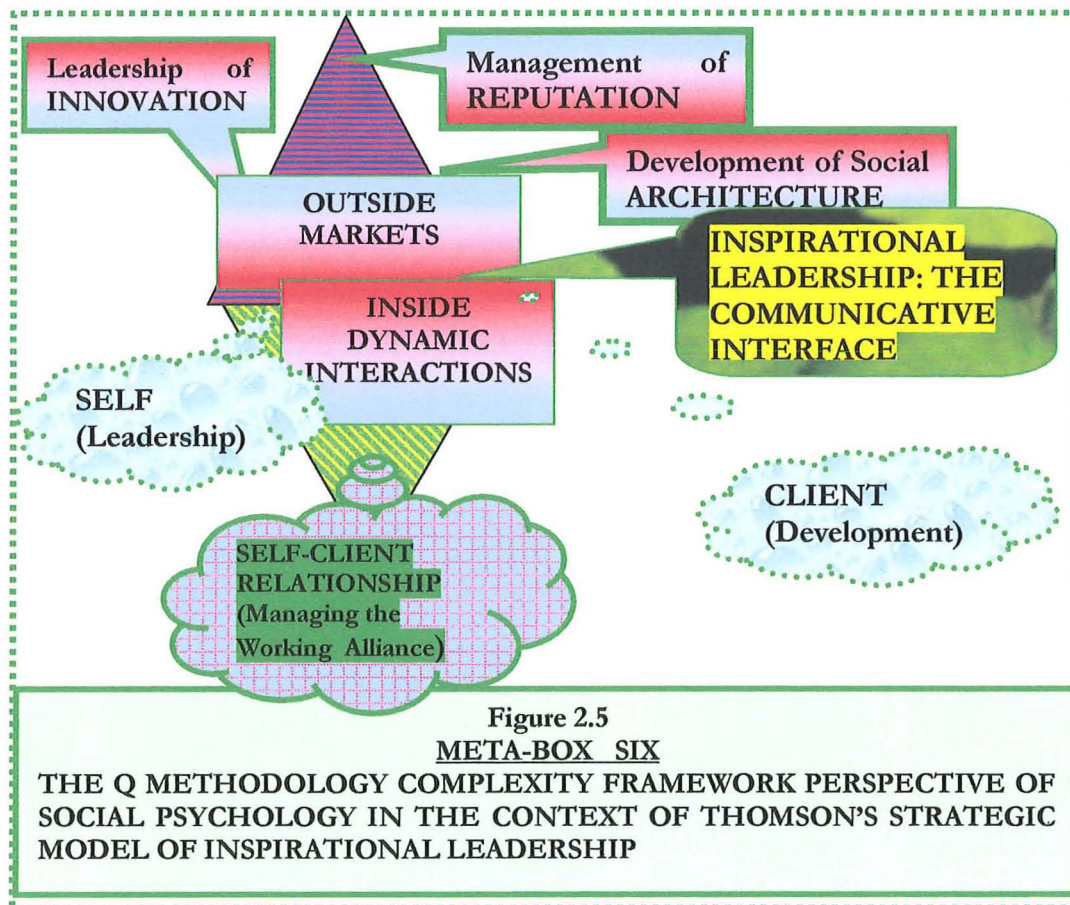 Leadership of
INNOVATION
Management of
REPUTATION
Development of Social
ARCHITECTURE
OUTSIDE
MARKETS
INSPIRATIONAL
LEADERSHIP: THE
COMMUNICATIVE
INTERFACE
INSIDE
DYNAMIC
INTERACTIONS
SELF
(Leadership)
CLIENT
(Development)
SELF-CLIENT
RELATIONSHIP
(Managing the
Working Alliance)
Figure 2.5
META-BOX SIX
THE Q METHODOLOGY COMPLEXITY FRAMEWORK PERSPECTIVE OF
SOCIAL PSYCHOLOGY IN THE CONTEXT OF THOMSON'S STRATEGIC
MODEL OF INSPIRATIONAL LEADERSHIP